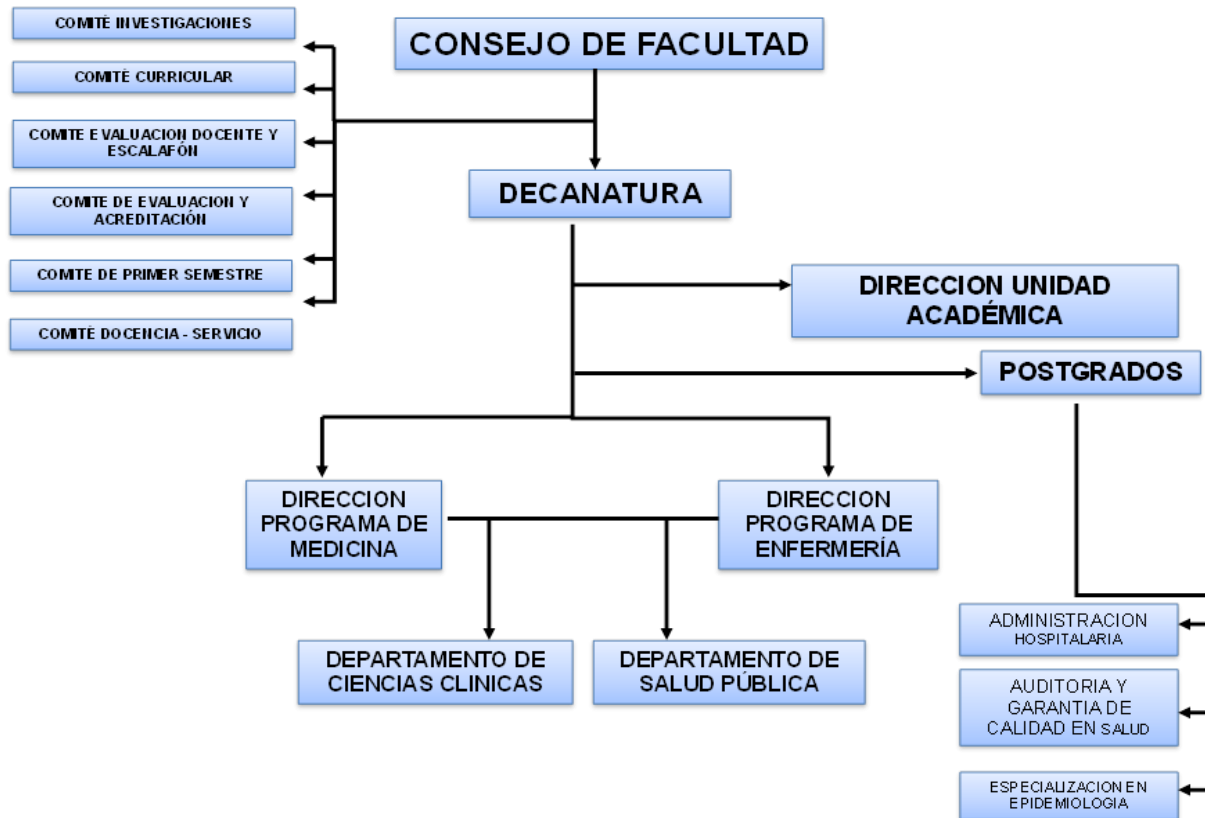 COMITÉ INVESTIGACIONES
COMITÉ CURRICULAR
COMITE EVALUACION DOCENTE Y
ESCALAFÓN
COMITE DE EVALUACION Y
ACREDITACIÓN
COMITE DE PRIMER SEMESTRE
COMITÉ DOCENCIA - SERVICIO
CONSEJO DE FACULTAD
DECANATURA
DIRECCION UNIDAD
ACADÉMICA
POSTGRADOS
DIRECCION
PROGRAMA DE
MEDICINA
DIRECCION
PROGRAMA DE
ENFERMERÍA
DEPARTAMENTO DE
CIENCIAS CLINICAS
DEPARTAMENTO DE
SALUD PÚBLICA
ADMINISTRACION
HOSPITALARIA
AUDITORIA Y
GARANTIA DE
CALIDAD EN SALUD
ESPECIALIZACION EN
EPIDEMIOLOGIA